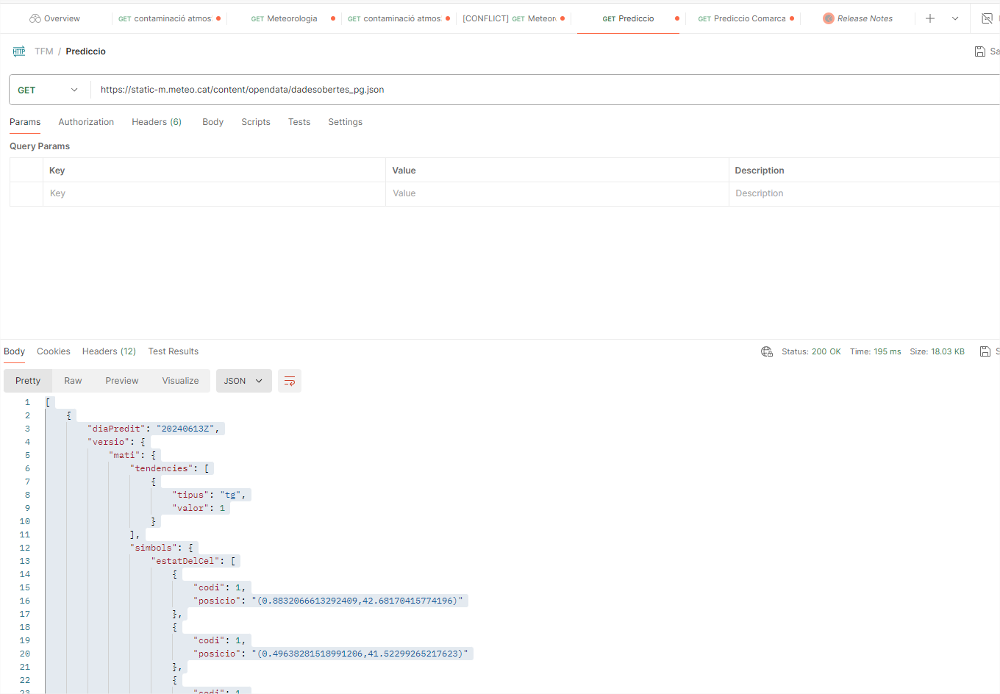 Overview GET contaminació atmos GET Meteorologia GET contaminació atmos [CONFLICT] GET Meteor GET Prediccio GET Prediccio Comarca Release Notes
HTTP TFM / Prediccio Sa
GET https://static-m.meteo.cat/content/opendata/dadesobertes_pg.json
Params Authorization Headers (6) Body Scripts Tests Settings
Query Params
Key Value Description
Key Value Description
Body Cookies Headers (12) Test Results Status: 200 OK Time: 195 ms Size: 18.03 KB S
Pretty Raw Preview Visualize JSON
1 [
2 {
3 "diaPredit": "20240613Z",
4 "versio": {
5 "mati": {
6 "tendencies": [
7 {
8 "tipus": "tg",
9 "valor": 1
10 }
11 ],
12 "simbols": {
13 "estatDelCel": [
14 {
15 "codi": 1,
16 "posicio": "(0.8832066613292409,42.68170415774196)"
17 },
18 {
19 "codi": 1,
20 "posicio": "(0.49638281518991206,41.52299265217623)"
21 },
22 {
23 "codi": 1